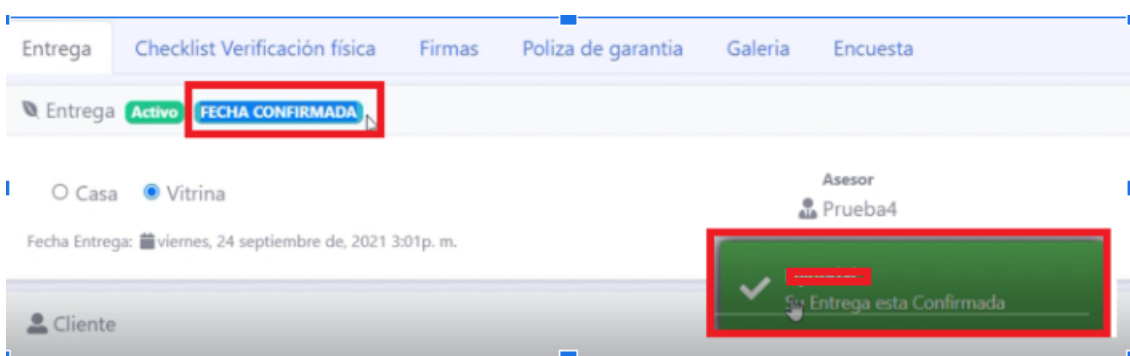 Entrega Checklist Verificación física Firmas Poliza de garantia Galeria Encuesta
Entrega Activo FECHA CONFIRMADA
Casa Vitrina
Asesor
Prueba4
Fecha Entrega: viernes, 24 septiembre de, 2021 3:01p. m.
Su Entrega esta Confirmada
Cliente